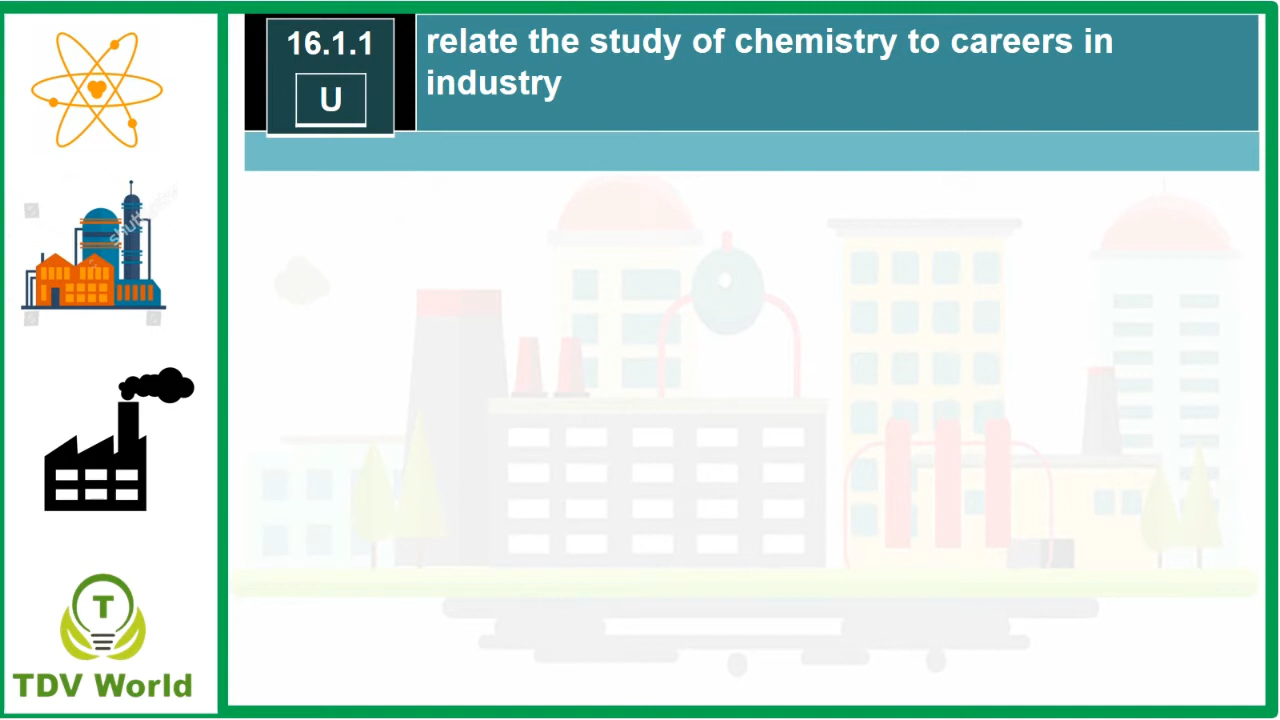 16.1.1
U
relate the study of chemistry to careers in
industry
T
TDV World